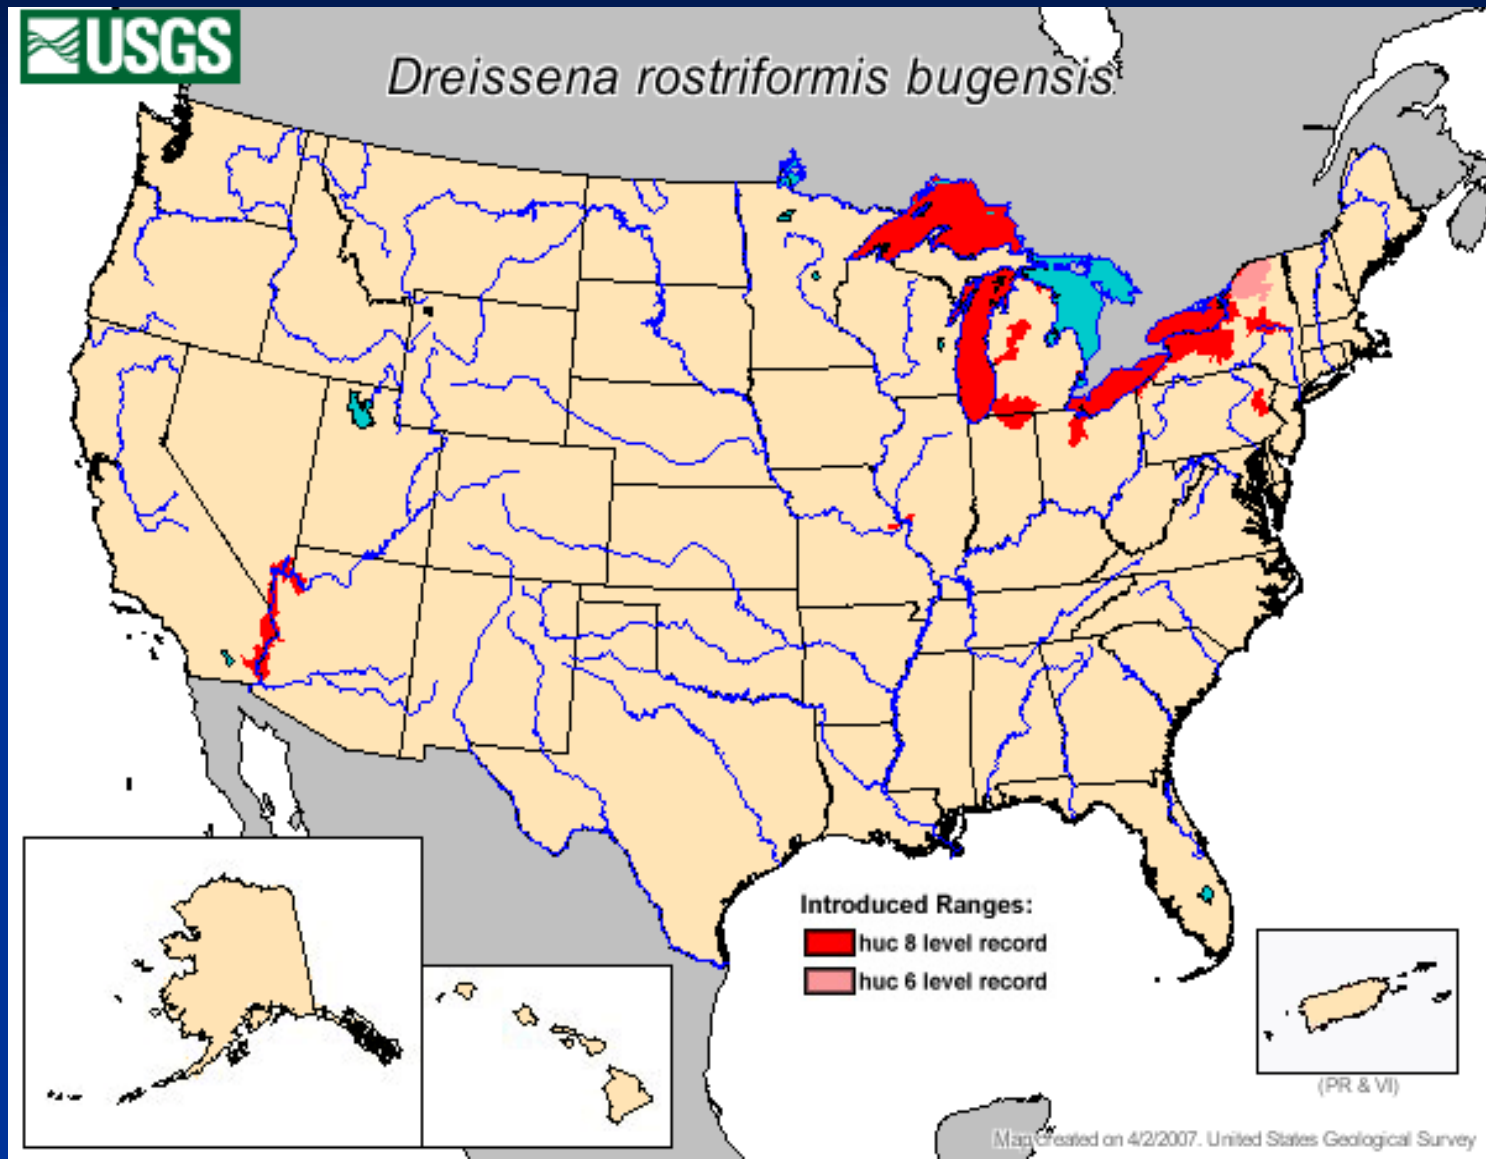 USGS
Dreissena rostriformis bugensis
Introduced Ranges:
huc 8 level record
huc 6 level record
(PR & VI)
Map Created on 4/2/2007. United States Geological Survey